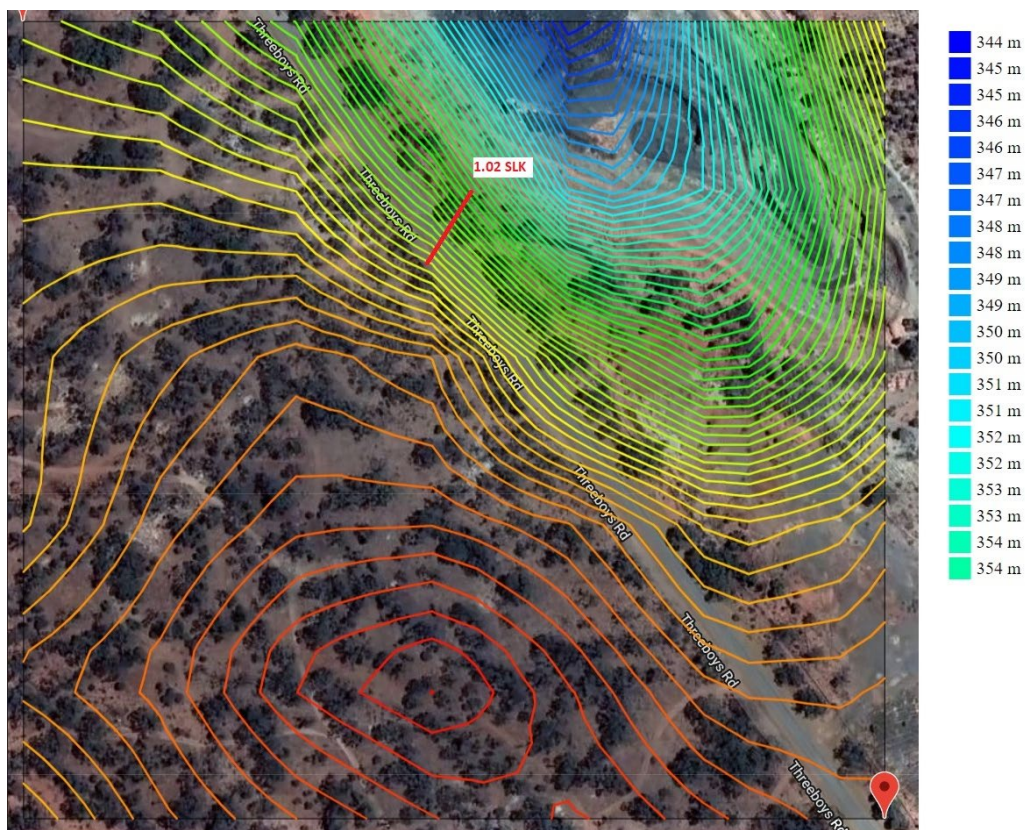 Threeboys Rd
1.02 SLK
Threeboys Rd
Threeboys Rd
Threeboys Rd
Threeboys Rd
Threeboys Rd
344 m
345 m
345 m
346 m
346 m
347 m
347 m
348 m
348 m
349 m
349 m
350 m
350 m
351 m
351 m
352 m
352 m
353 m
353 m
354 m
354 m